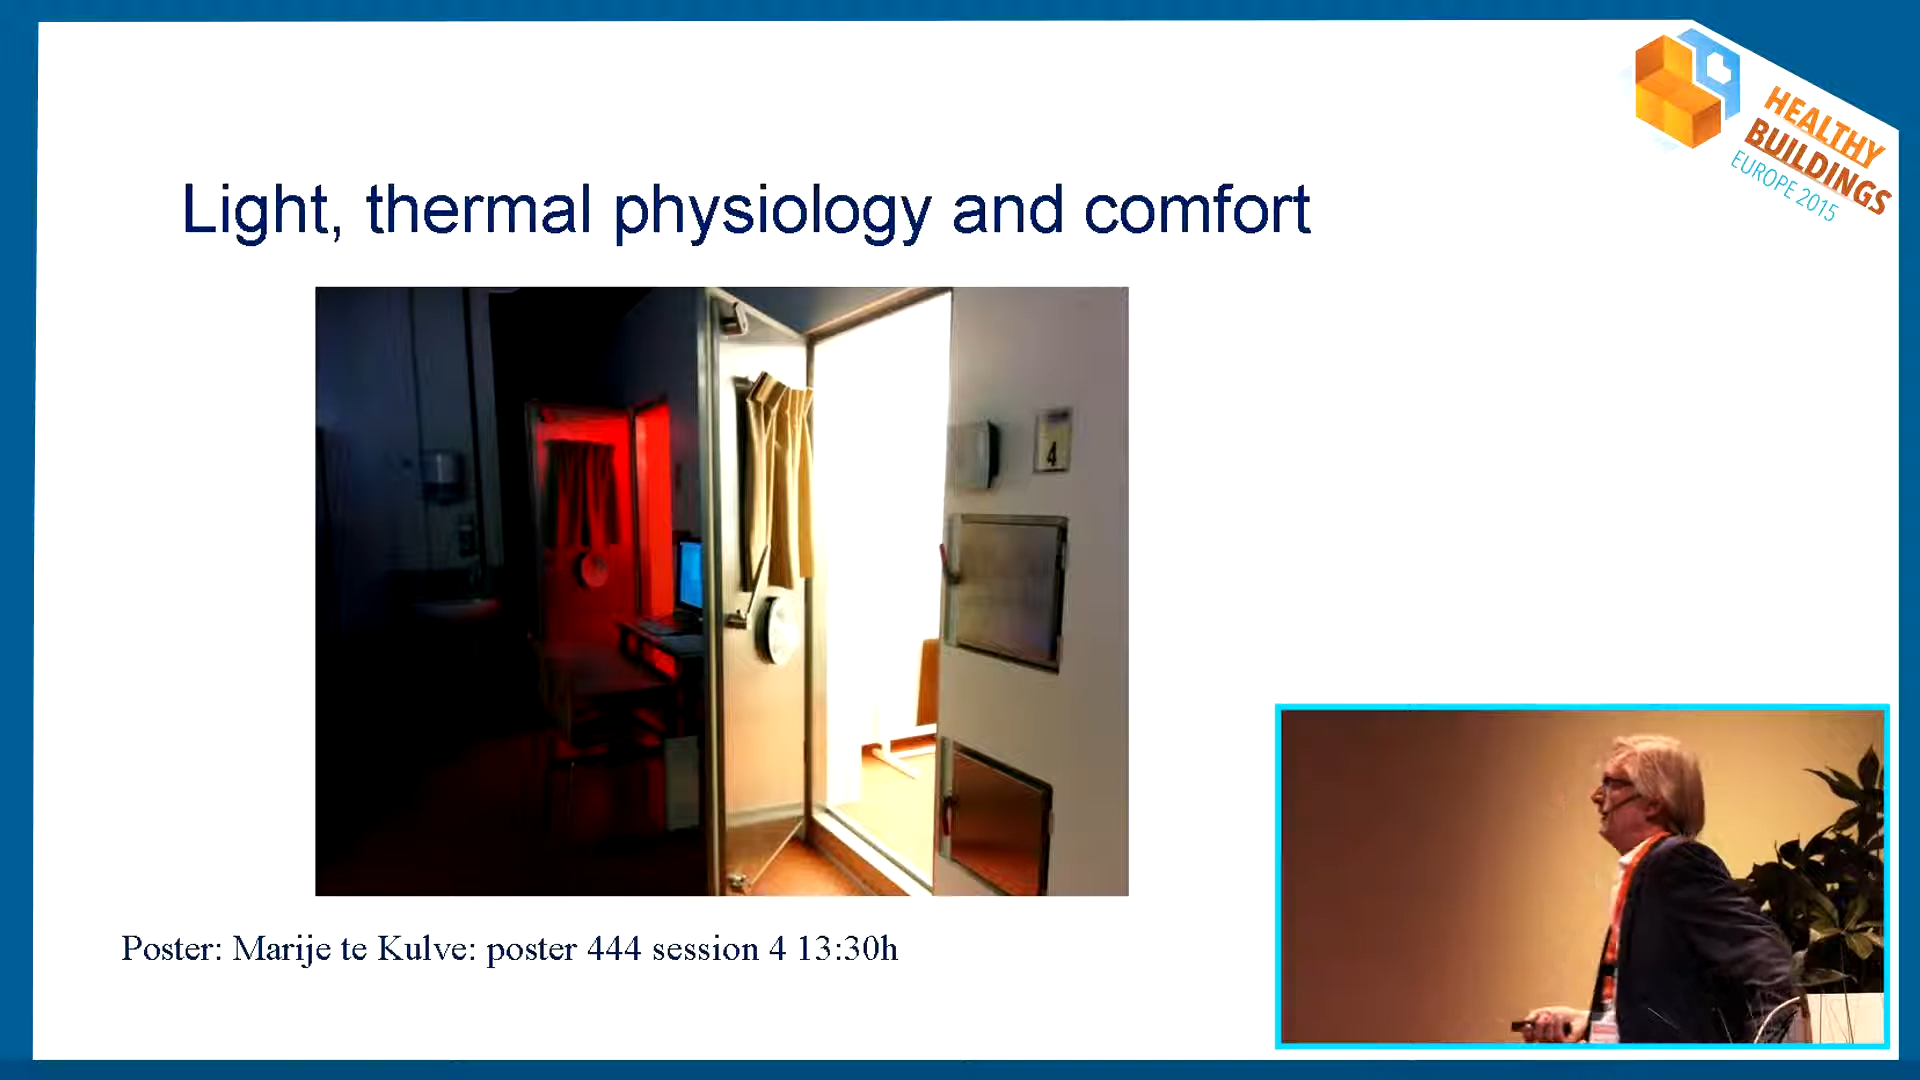 HEALTHY
BUILDINGS
EUROPE 2015
Light, thermal physiology and comfort
4
Poster: Marije te Kulve: poster 444 session 4 13:30h